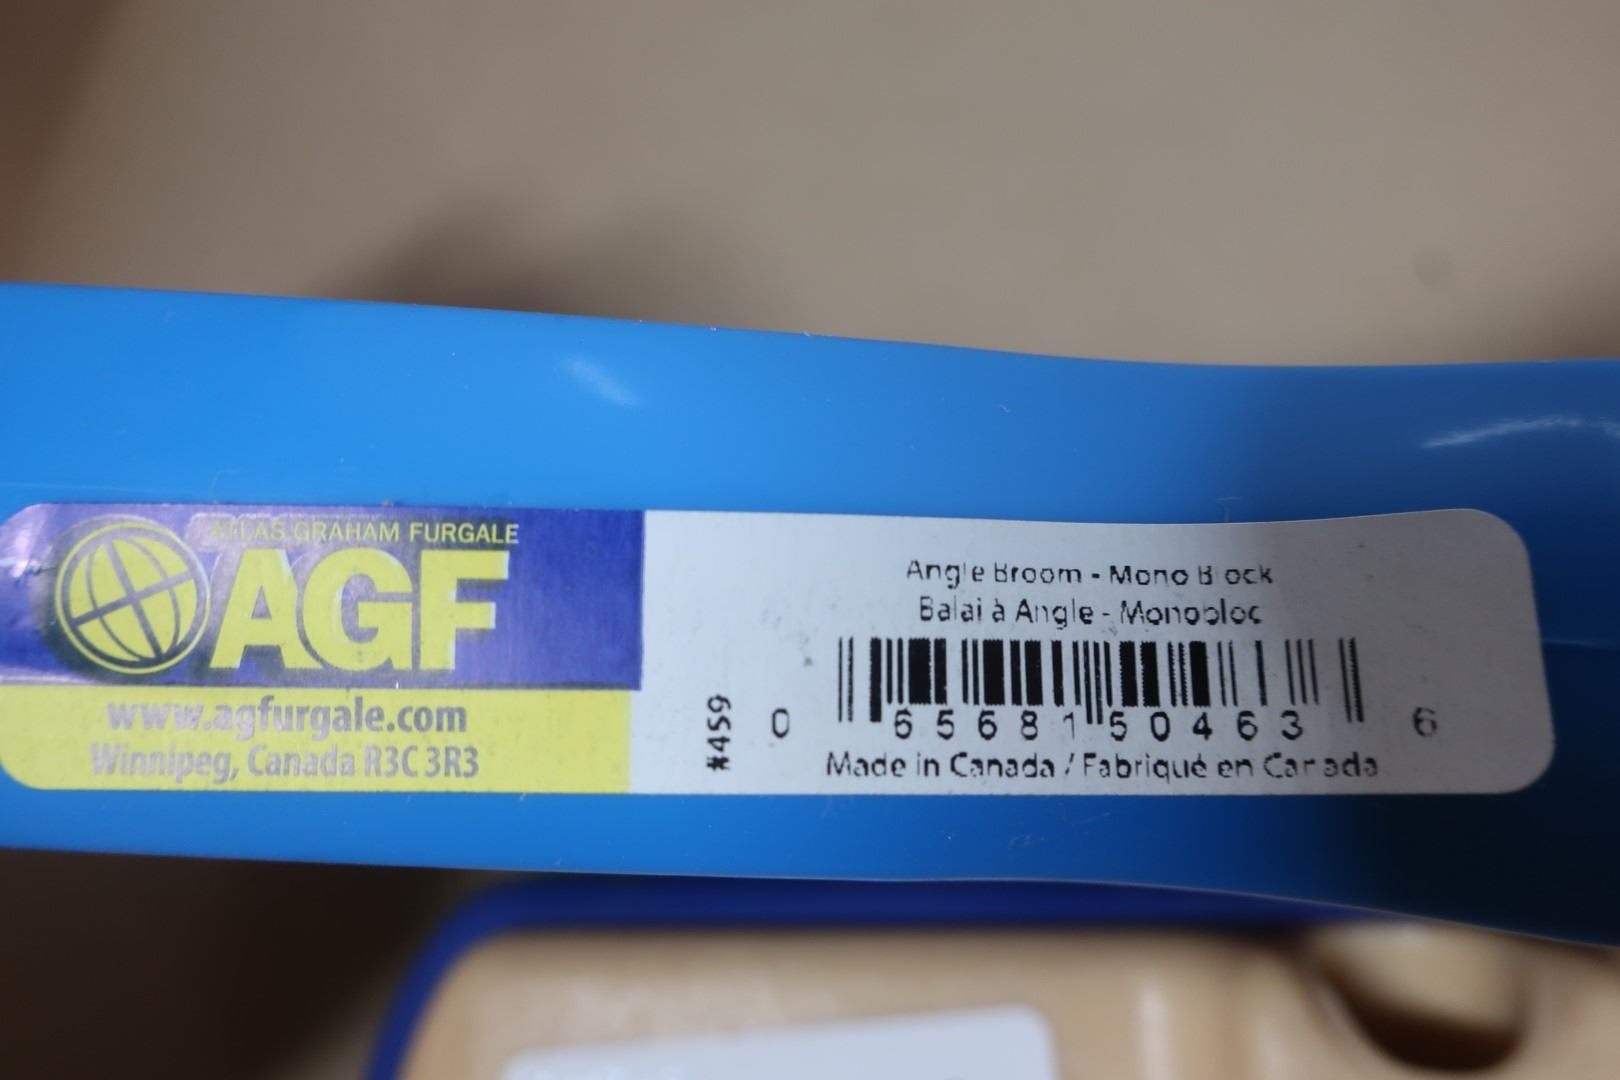 ATLAS GRAHAM FURGALE
AGF
www.agfurgale.com
Winnipeg, Canada R3C 3R3
#459
Angle Broom - Mono Block
Balai à Angle - Monobloc
0 65681 50463 6
Made in Canada / Fabriqué en Canada